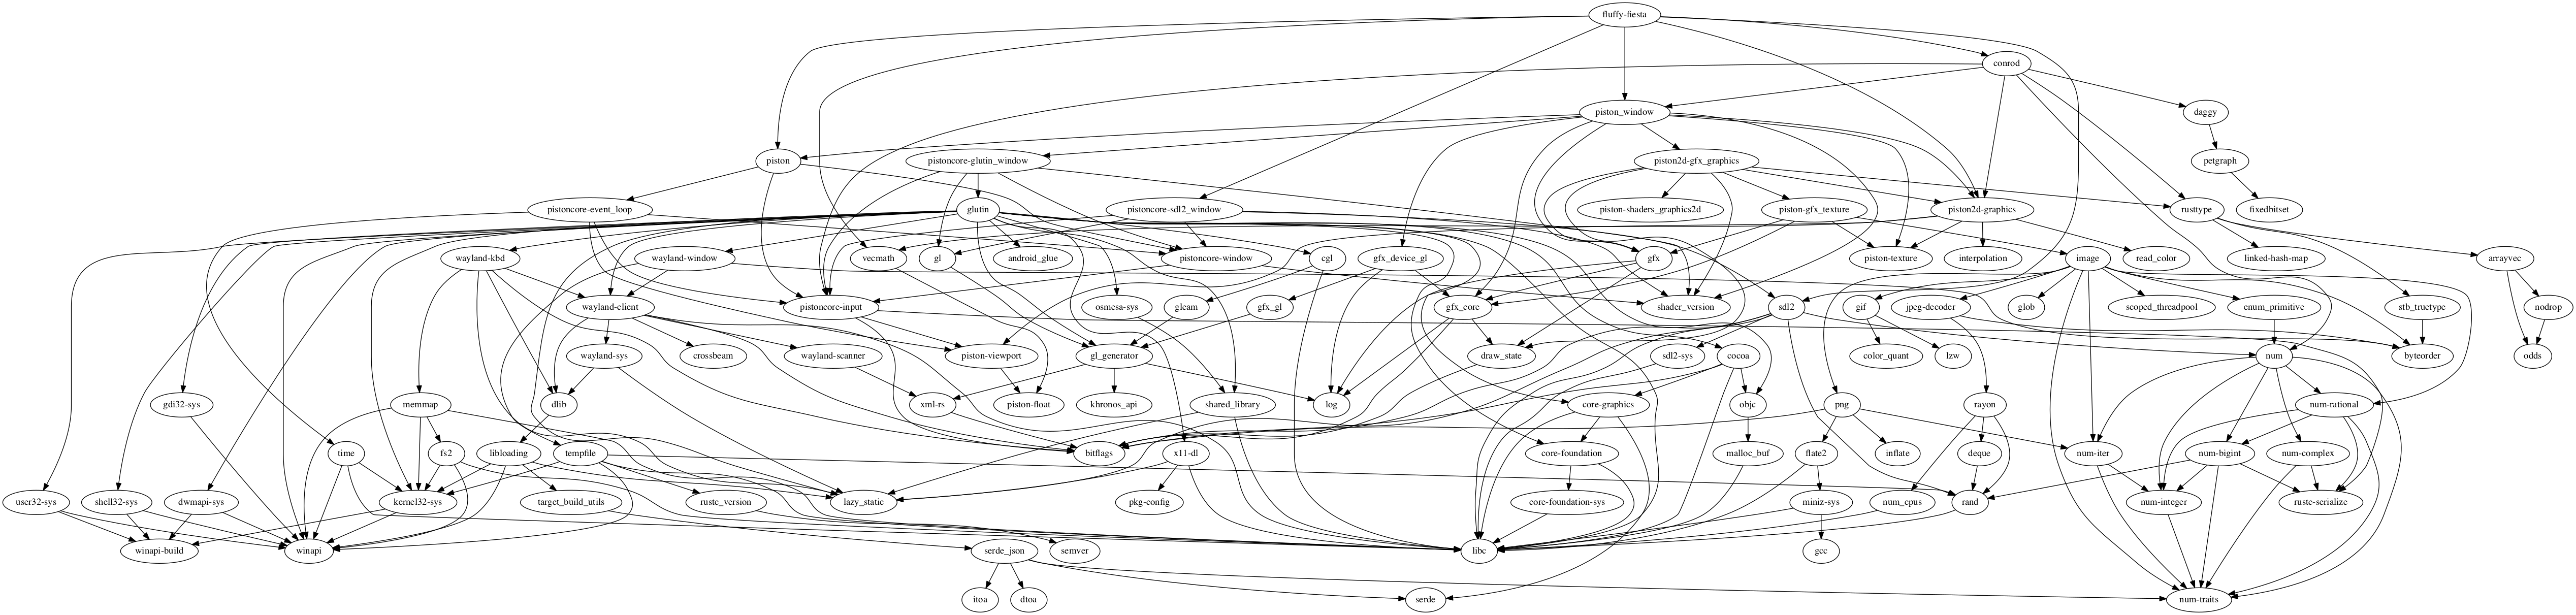 fluffy-fiesta
conrod
piston_window
daggy
piston
pistoncore-glutin_window
piston2d-gfx_graphics
petgraph
pistoncore-event_loop
glutin
pistoncore-sdl2_window
piston-shaders_graphics2d
piston-gfx_texture
piston2d-graphics
rusttype
fixedbitset
wayland-kbd
wayland-window
vecmath
gl
android_glue
pistoncore-window
cgl
gfx_device_gl
gfx
piston-texture
interpolation
image
read_color
linked-hash-map
arrayvec
wayland-client
pistoncore-input
osmesa-sys
gleam
gfx_gl
gfx_core
shader_version
sdl2
gif
jpeg-decoder
glob
scoped_threadpool
enum_primitive
stb_truetype
nodrop
wayland-sys
crossbeam
wayland-scanner
piston-viewport
gl_generator
draw_state
sdl2-sys
cocoa
color_quant
lzw
num
byteorder
odds
gdi32-sys
memmap
dlib
xml-rs
piston-float
khronos_api
shared_library
log
core-graphics
objc
png
rayon
num-rational
time
fs2
libloading
tempfile
bitflags
x11-dl
core-foundation
malloc_buf
flate2
inflate
deque
num-iter
num-bigint
num-complex
user32-sys
shell32-sys
dwmapi-sys
kernel32-sys
target_build_utils
rustc_version
lazy_static
pkg-config
core-foundation-sys
miniz-sys
num_cpus
rand
num-integer
rustc-serialize
winapi-build
winapi
serde_json
semver
libc
gcc
itoa
dtoa
serde
num-traits